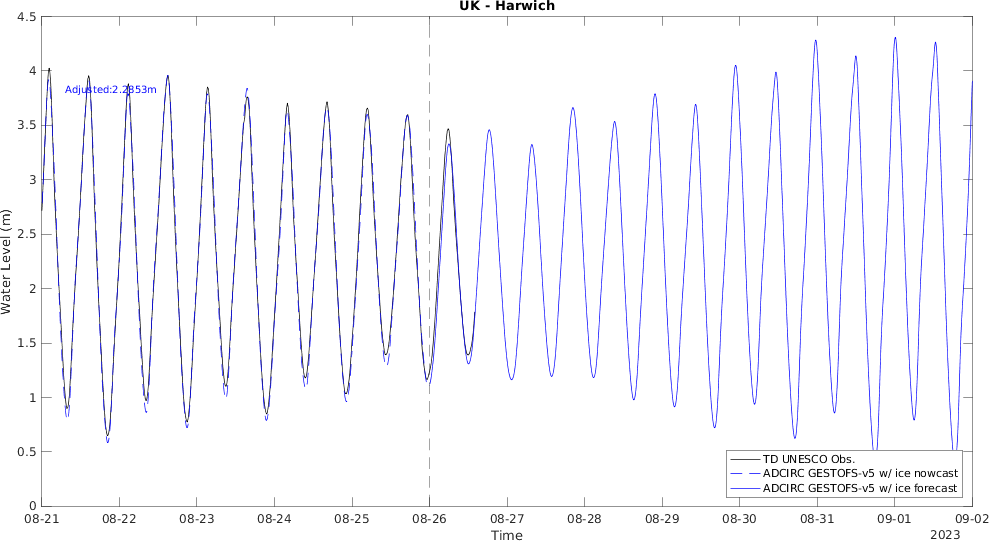 UK - Harwich
4.5
4
3.5
3
2.5
2
1.5
1
0.5
0
Water Level (m)
Adjusted:2.2853m
TD UNESCO Obs.
ADCIRC GESTOFS-v5 w/ ice nowcast
ADCIRC GESTOFS-v5 w/ ice forecast
08-21 08-22 08-23 08-24 08-25 08-26 08-27 08-28 08-29 08-30 08-31 09-01 09-02
Time
2023